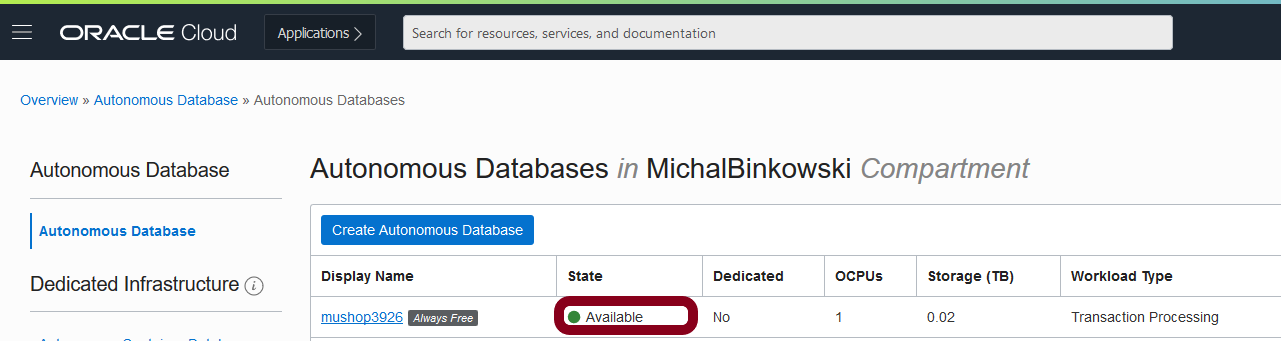 ORACLE Cloud
Applications
Search for resources, services, and documentation
Overview » Autonomous Database » Autonomous Databases
Autonomous Database
Autonomous Database
Dedicated Infrastructure
Autonomous Databases in MichalBinkowski Compartment
Create Autonomous Database
Display Name State Dedicated OCPUs Storage (TB) Workload Type
mushop3926 Always Free Available No 1 0.02 Transaction Processing